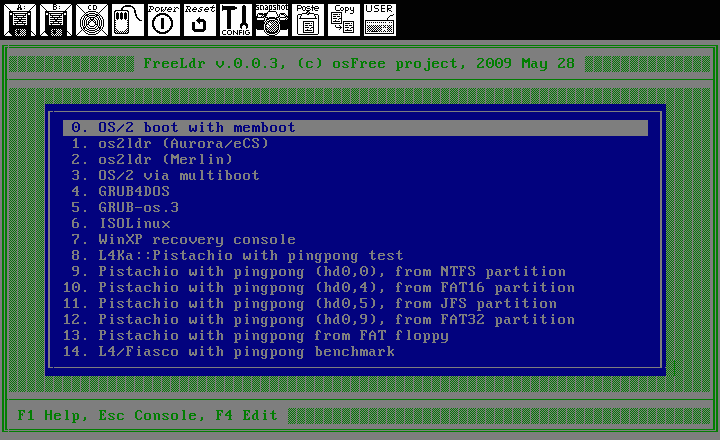 A: B: CD Power Reset CONFIG snapshot Paste Copy USER
FreeLdr v.0.0.3, (c) osFree project, 2009 May 28
0. OS/2 boot with memboot
1. os2ldr (Aurora/eCS)
2. os2ldr (Merlin)
3. OS/2 via multiboot
4. GRUB4DOS
5. GRUB-os.3
6. ISOLinux
7. WinXP recovery console
8. L4Ka::Pistachio with pingpong test
9. Pistachio with pingpong (hd0,0), from NTFS partition
10. Pistachio with pingpong (hd0,4), from FAT16 partition
11. Pistachio with pingpong (hd0,5), from JFS partition
12. Pistachio with pingpong (hd0,9), from FAT32 partition
13. Pistachio with pingpong from FAT floppy
14. L4/Fiasco with pingpong benchmark
F1 Help, Esc Console, F4 Edit